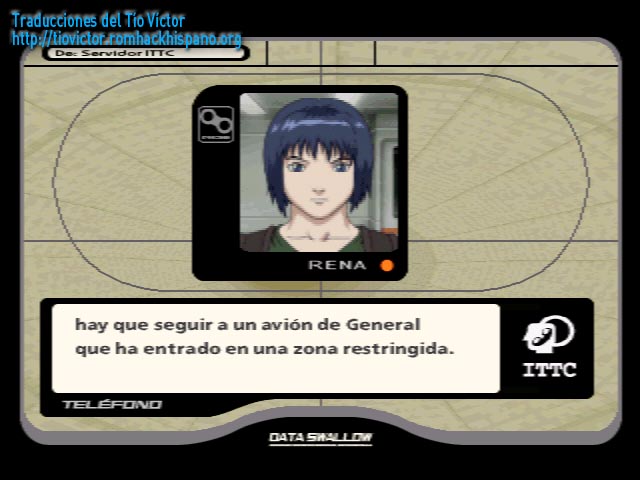 Traducciones del Tio Victor
http://tiovictor.romhackhispano.org
De: Servidor ITTC
RENA
hay que seguir a un avión de General
que ha entrado en una zona restringida.
ITTC
TELÉFONO
DATA SWALLOW